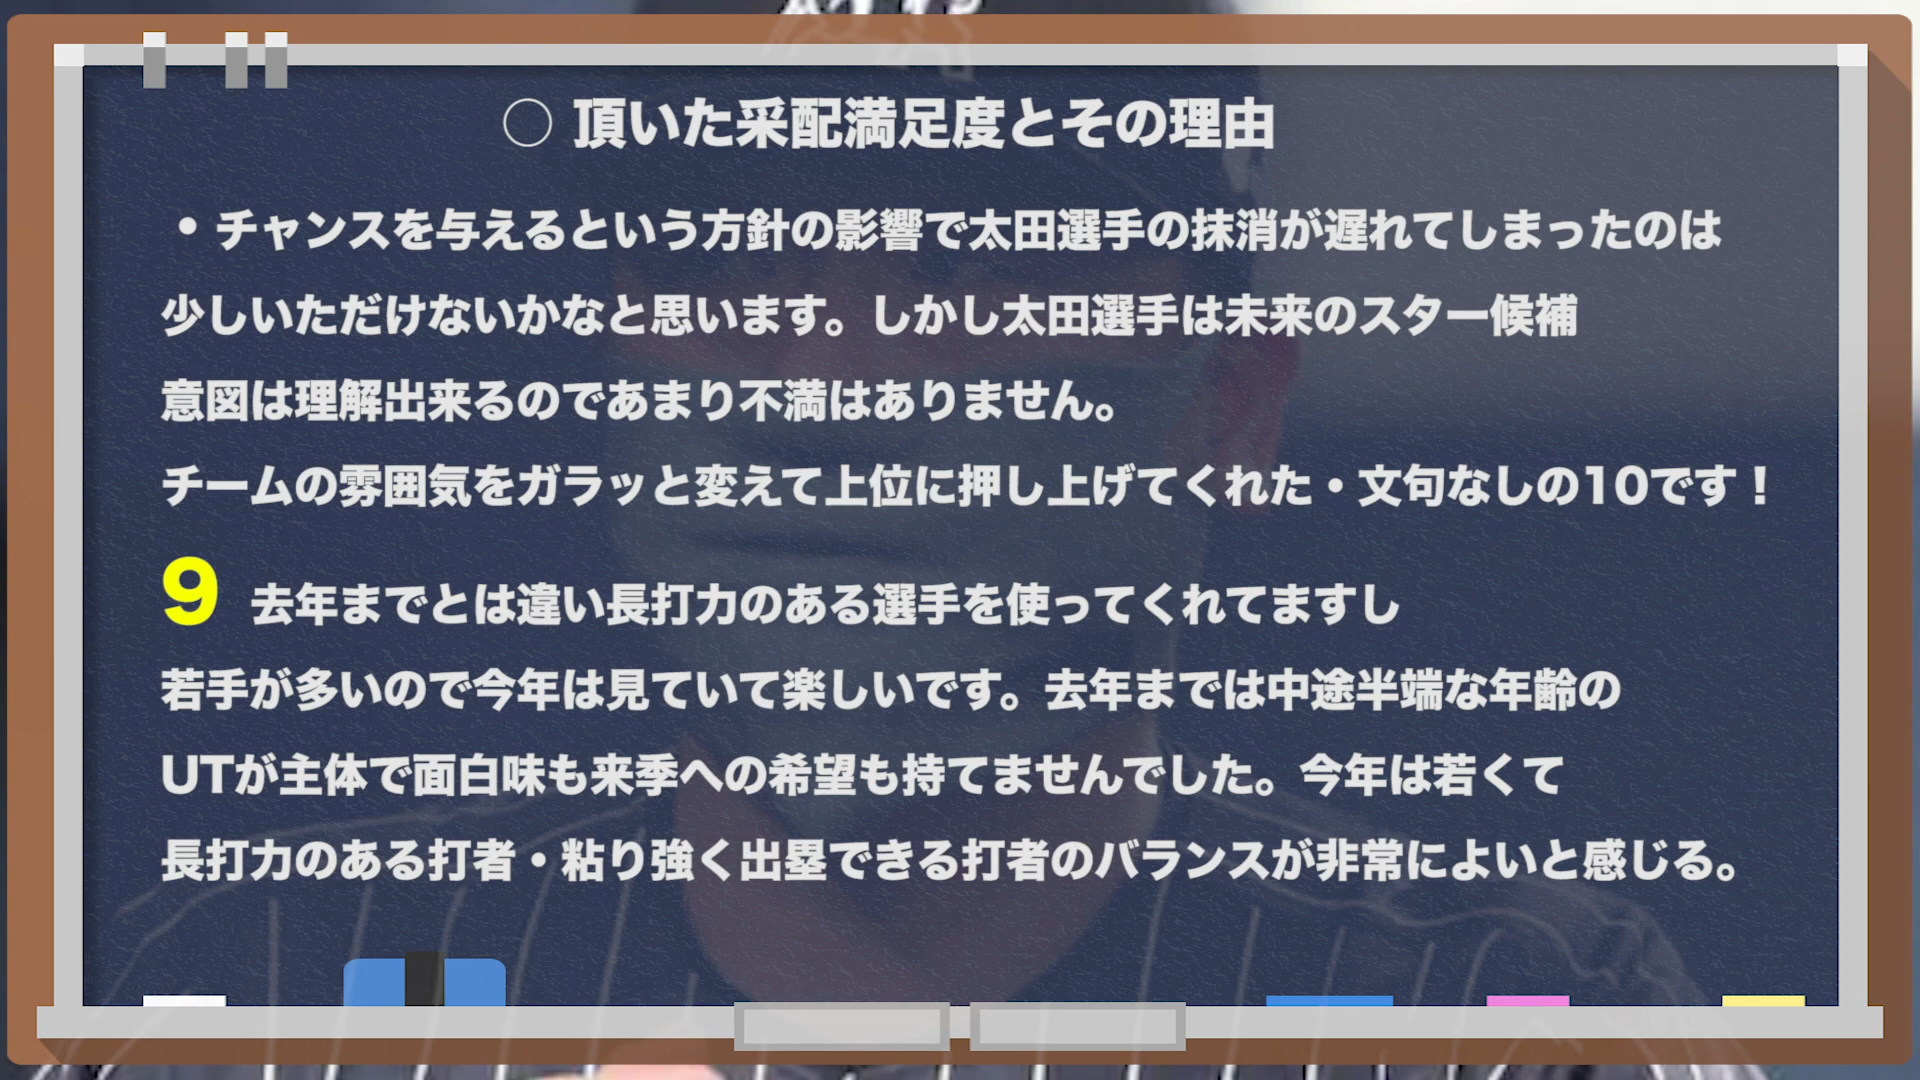 ○ 頂いた采配満足度とその理由
・チャンスを与えるという方針の影響で太田選手の抹消が遅れてしまったのは
少しいただけないかなと思います。しかし太田選手は未来のスター候補
意図は理解出来るのであまり不満はありません。
チームの雰囲気をガラッと変えて上位に押し上げてくれた・文句なしの10です！
9 去年までとは違い長打力のある選手を使ってくれてますし
若手が多いので今年は見ていて楽しいです。去年までは中途半端な年齢の
UTが主体で面白味も来季への希望も持てませんでした。今年は若くて
長打力のある打者・粘り強く出塁できる打者のバランスが非常によいと感じる。